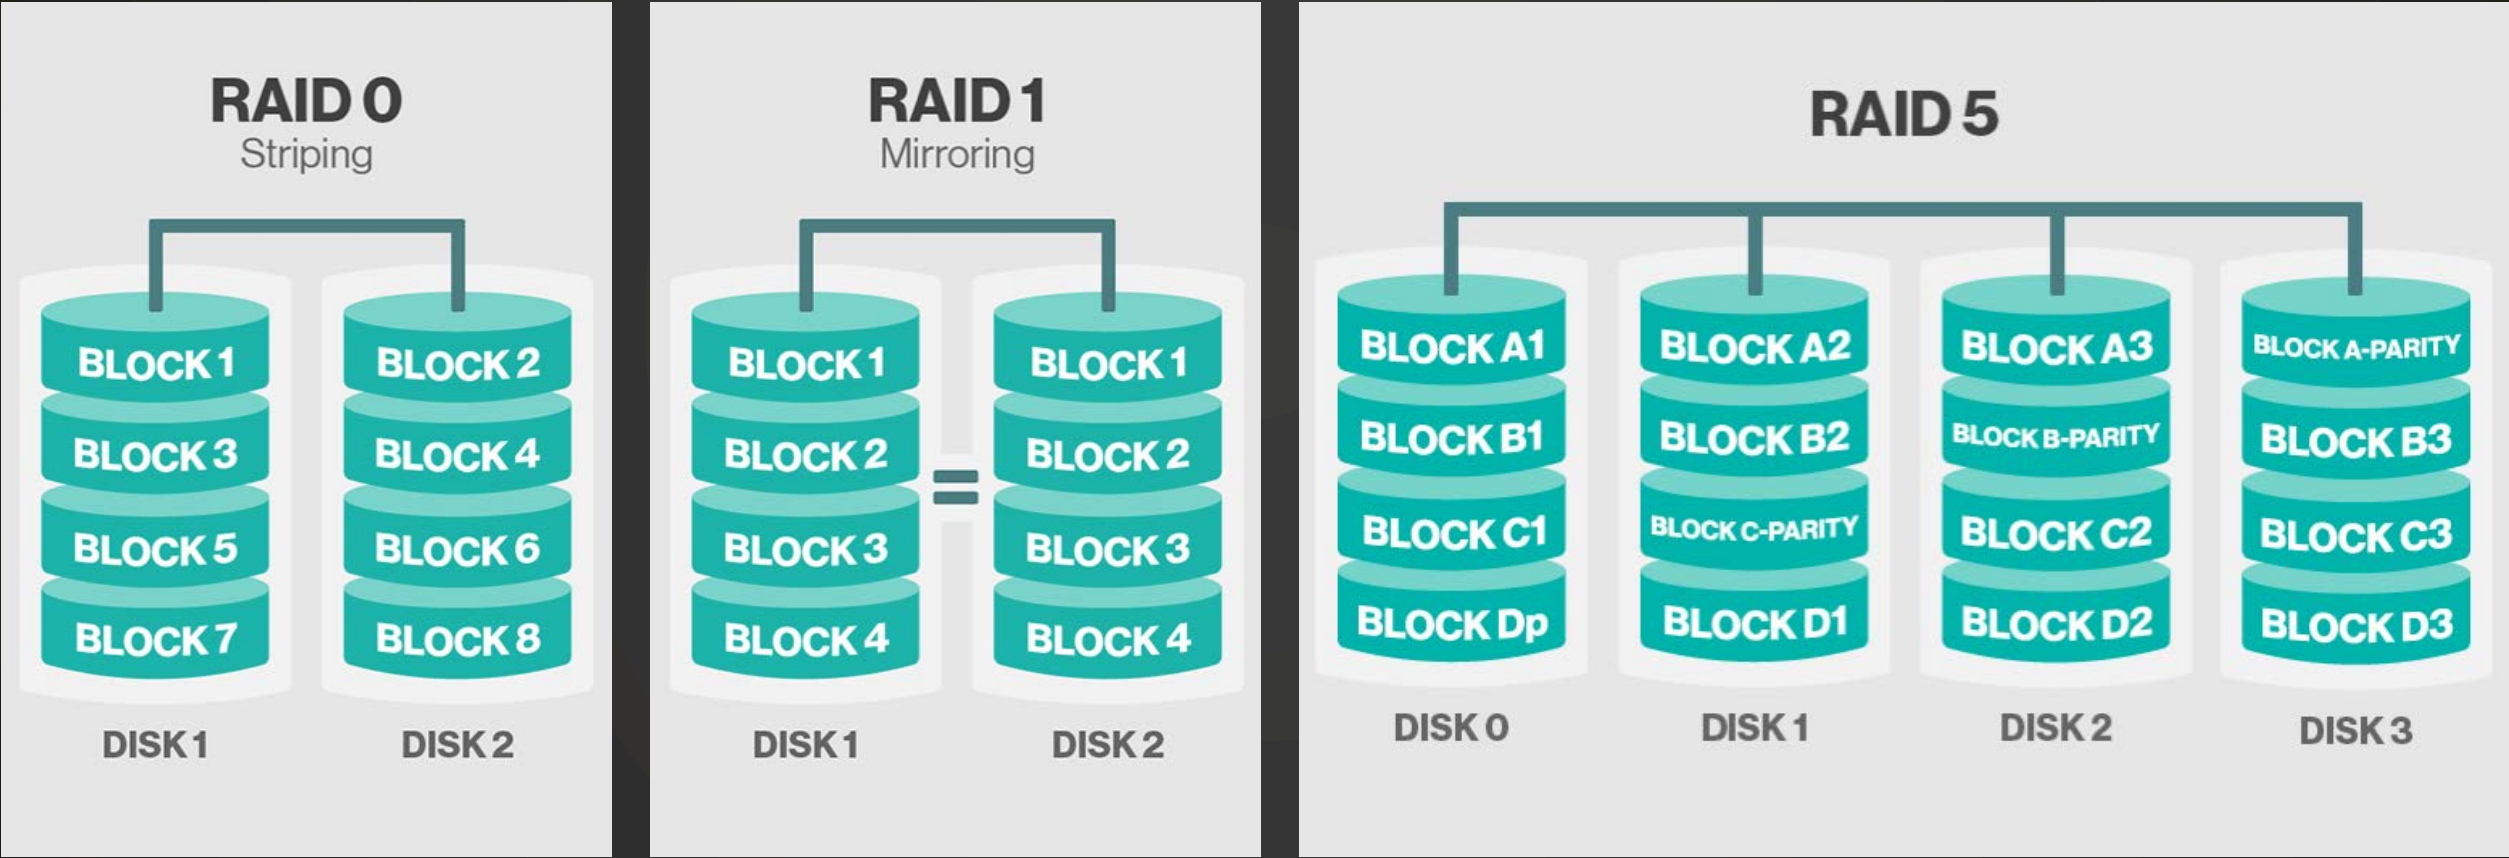 RAID 0
Striping
BLOCK 1
BLOCK 3
BLOCK 5
BLOCK 7
DISK 1
BLOCK 2
BLOCK 4
BLOCK 6
BLOCK 8
DISK 2
RAID 1
Mirroring
BLOCK 1
BLOCK 2
BLOCK 3
BLOCK 4
DISK 1
=
BLOCK 1
BLOCK 2
BLOCK 3
BLOCK 4
DISK 2
RAID 5
BLOCK A1
BLOCK B1
BLOCK C1
BLOCK Dp
DISK 0
BLOCK A2
BLOCK B2
BLOCK C-PARITY
BLOCK D1
DISK 1
BLOCK A3
BLOCK B-PARITY
BLOCK C2
BLOCK D2
DISK 2
BLOCK A-PARITY
BLOCK B3
BLOCK C3
BLOCK D3
DISK 3